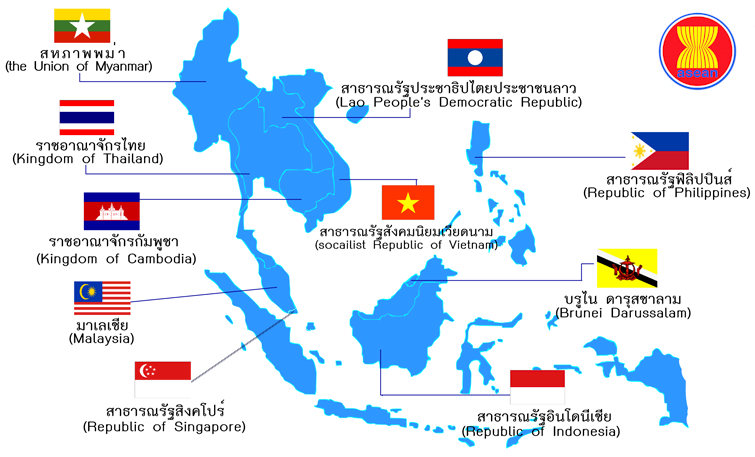 สหภาพพม่า
(the Union of Myanmar)
สาธารณรัฐประชาธิปไตยประชาชนลาว
(Lao People's Democratic Republic)
asean
ราชอาณาจักรไทย
(Kingdom of Thailand)
สาธารณรัฐฟิลิปปินส์
(Republic of Philippines)
สาธารณรัฐสังคมนิยมเวียดนาม
(socailist Republic of Vietnam)
ราชอาณาจักรกัมพูชา
(Kingdom of Cambodia)
บรูไน ดารุสซาลาม
(Brunei Darussalam)
มาเลเซีย
(Malaysia)
สาธารณรัฐสิงคโปร์
(Republic of Singapore)
สาธารณรัฐอินโดนีเซีย
(Republic of Indonesia)